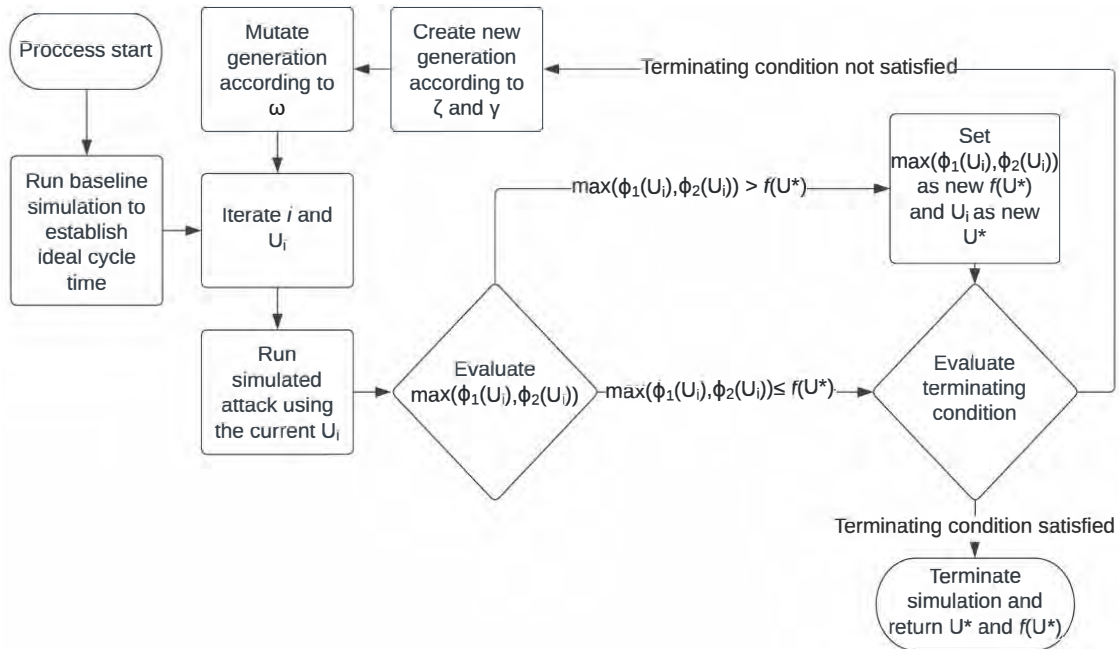 Proccess start
Mutate
generation
according to
ω
Create new
generation
according to
ζ and γ
Terminating condition not satisfied
Run baseline
simulation to
establish
ideal cycle
time
Iterate i and
Uᵢ
max(ϕ₁(Uᵢ),ϕ₂(Uᵢ)) > f(U*)
Set
max(ϕ₁(Uᵢ),ϕ₂(Uᵢ))
as new f(U*)
and Uᵢ as new
U*
Run
simulated
attack using
the current Uᵢ
Evaluate
max(ϕ₁(Uᵢ),ϕ₂(Uᵢ))
max(ϕ₁(Uᵢ),ϕ₂(Uᵢ))≤ f(U*)
Evaluate
terminating
condition
Terminating condition satisfied
Terminate
simulation and
return U* and f(U*)